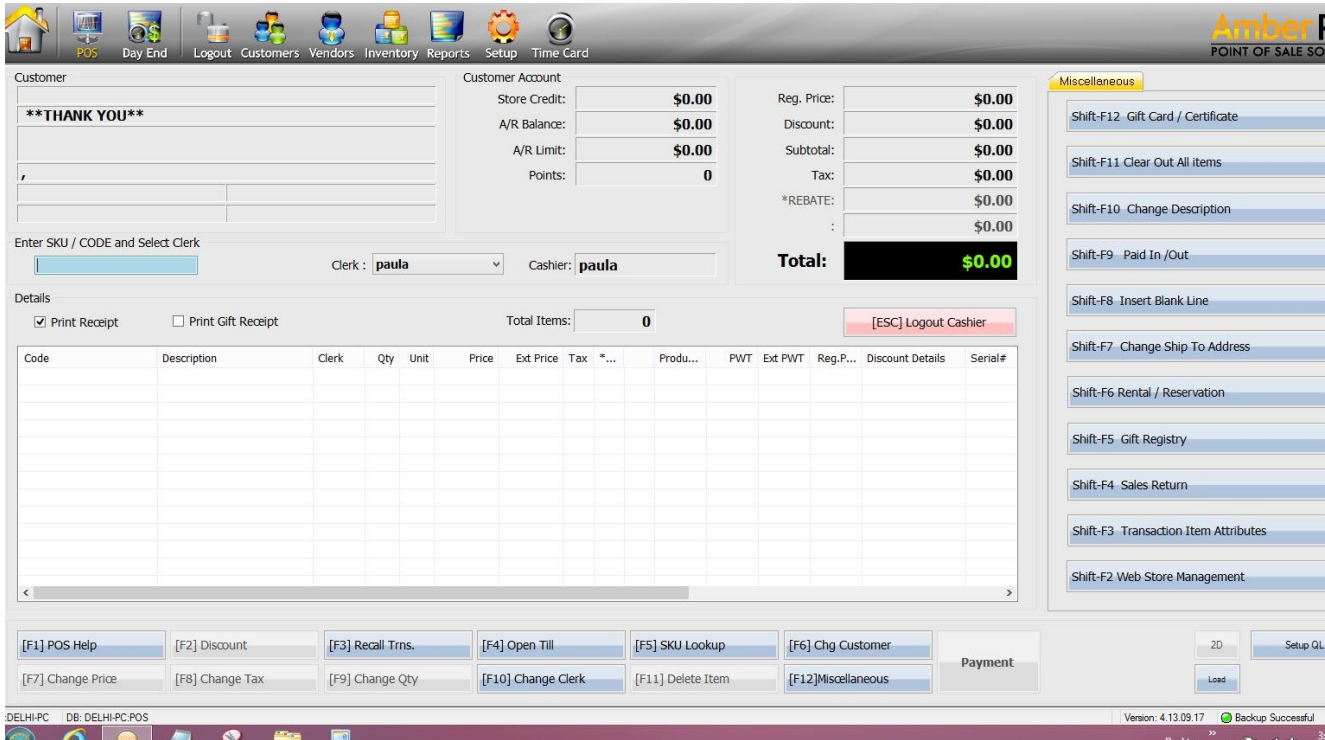 Amber P
POINT OF SALE SO
POS Day End Logout Customers Vendors Inventory Reports Setup Time Card
Customer
**THANK YOU**
,
Customer Account
Store Credit: $0.00
A/R Balance: $0.00
A/R Limit: $0.00
Points: 0
Reg. Price: $0.00
Discount: $0.00
Subtotal: $0.00
Tax: $0.00
*REBATE: $0.00
: $0.00
Total: $0.00
Enter SKU / CODE and Select Clerk
Clerk : paula Cashier: paula
Details
Print Receipt Print Gift Receipt Total Items: 0 [ESC] Logout Cashier
Code Description Clerk Qty Unit Price Ext Price Tax *... Produ... PWT Ext PWT Reg.P... Discount Details Serial#
Miscellaneous
Shift-F12 Gift Card / Certificate
Shift-F11 Clear Out All items
Shift-F10 Change Description
Shift-F9 Paid In /Out
Shift-F8 Insert Blank Line
Shift-F7 Change Ship To Address
Shift-F6 Rental / Reservation
Shift-F5 Gift Registry
Shift-F4 Sales Return
Shift-F3 Transaction Item Attributes
Shift-F2 Web Store Management
[F1] POS Help [F2] Discount [F3] Recall Trns. [F4] Open Till [F5] SKU Lookup [F6] Chg Customer Payment 2D Setup QL
[F7] Change Price [F8] Change Tax [F9] Change Qty [F10] Change Clerk [F11] Delete Item [F12]Miscellaneous Load
:DELHI-PC DB: DELHI-PC:POS Version: 4.13.09.17 Backup Successful